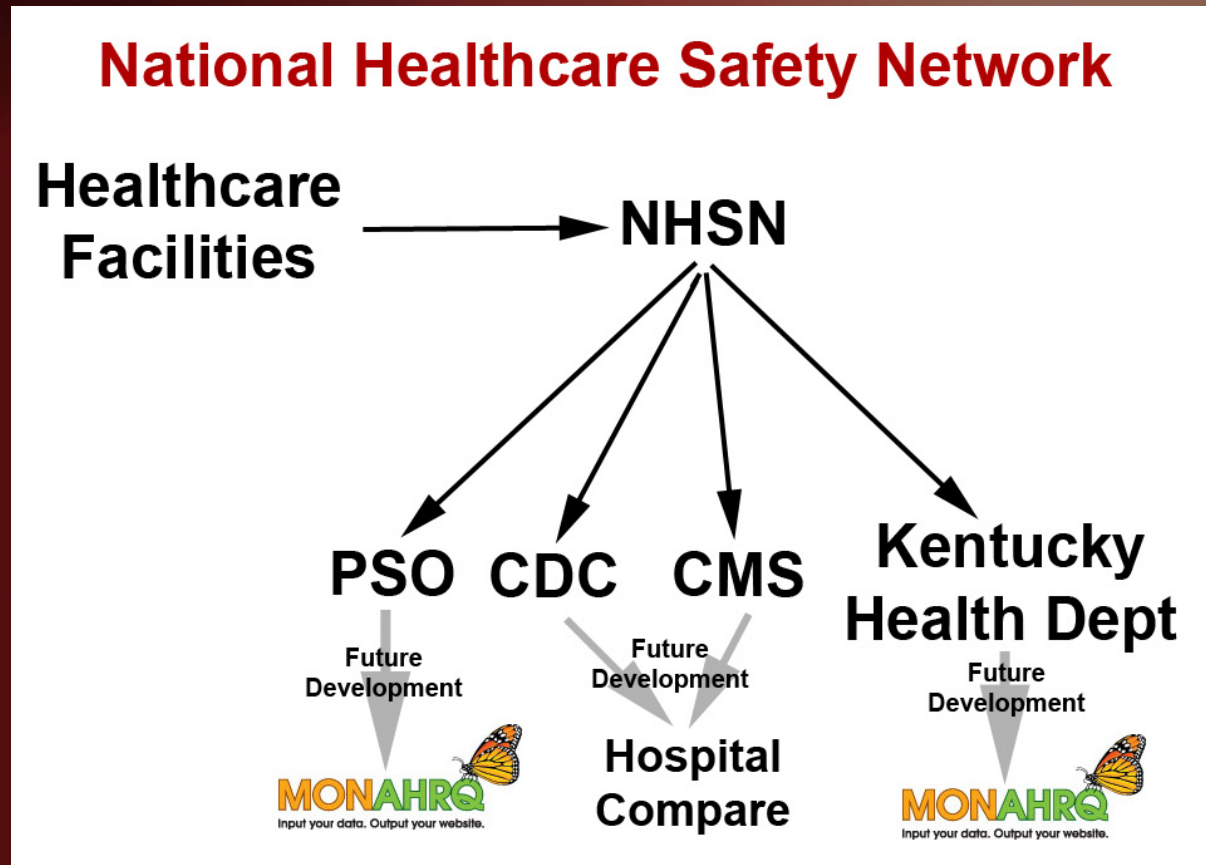 National Healthcare Safety Network
Healthcare
Facilities
NHSN
PSO
CDC
CMS
Kentucky
Health Dept
Future
Development
Future
Development
Future
Development
MONAHRQ
Input your data. Output your website.
Hospital
Compare
MONAHRQ
Input your data. Output your website.